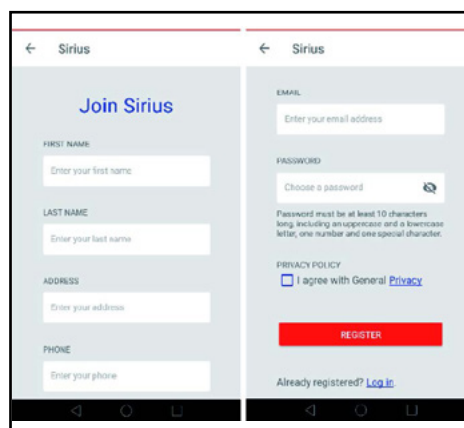 Sirius
Join Sirius
FIRST NAME
Enter your first name
LAST NAME
Enter your last name
ADDRESS
Enter your address
PHONE
Enter your phone
Sirius
EMAIL
Enter your email address
PASSWORD
Choose a password
Password must be at least 10 characters
long, including an uppercase and a lowercase
letter, one number and one special character.
PRIVACY POLICY
I agree with General Privacy
REGISTER
Already registered? Log in.